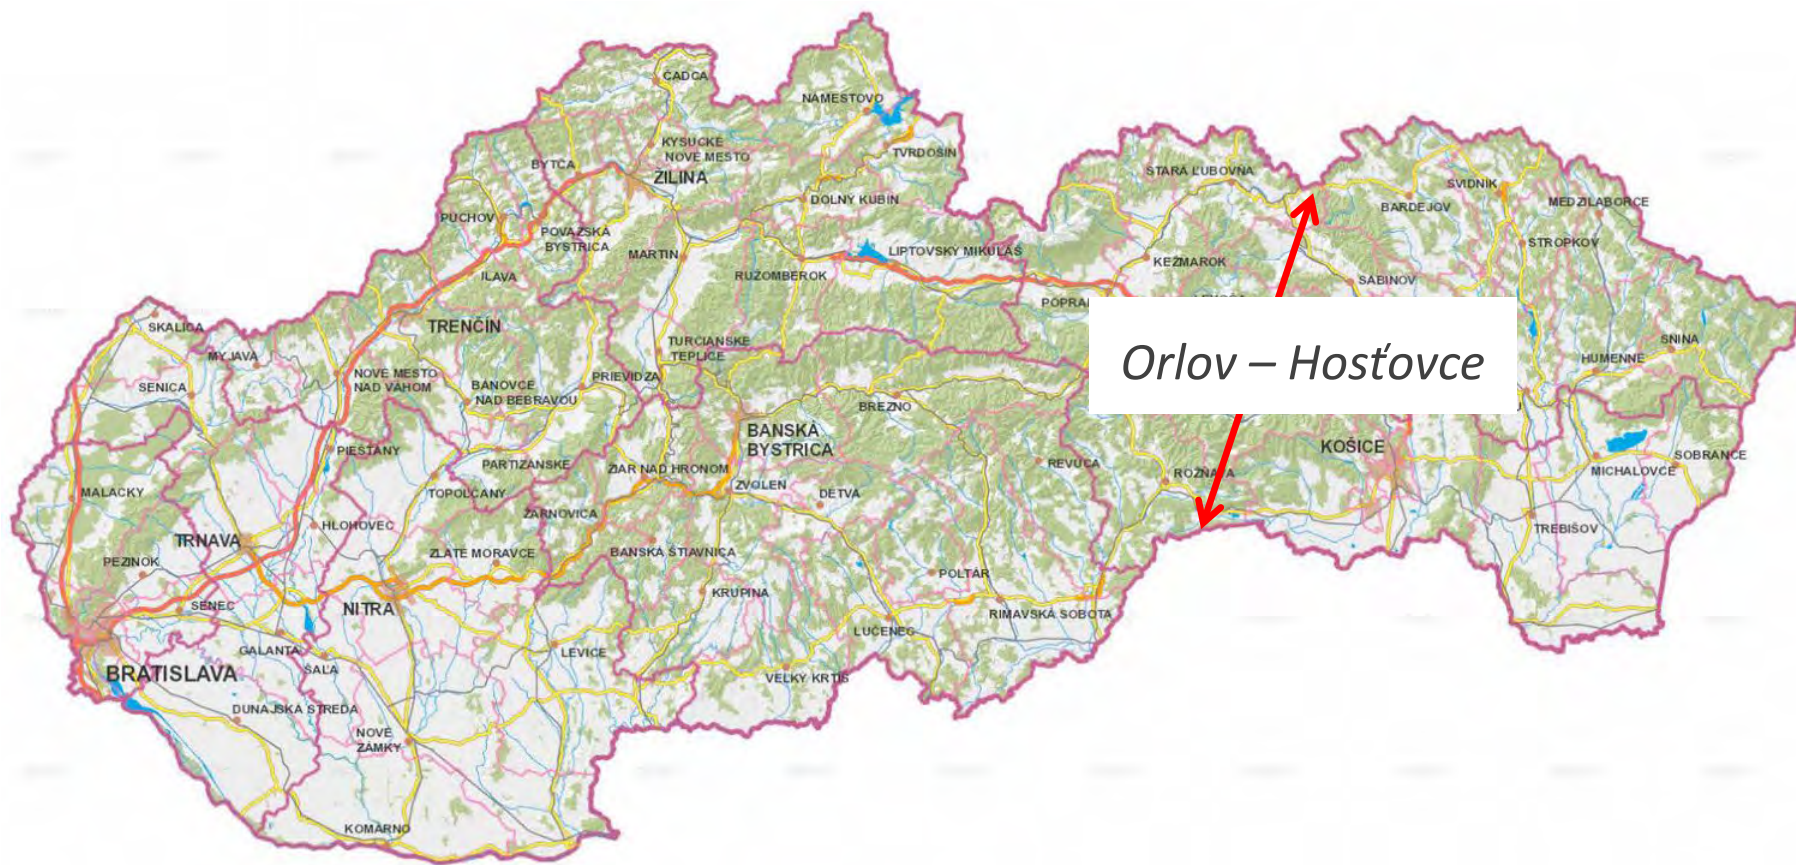 ČADCA
NÁMESTOVO
KYSUCKÉ
NOVÉ MESTO
TVRDOŠÍN
BYTČA
ŽILINA
STARÁ ĽUBOVŇA
SVIDNÍK
DOLNÝ KUBÍN
BARDEJOV
MEDZILABORCE
PÚCHOV
POVAŽSKÁ
BYSTRICA
STROPKOV
MARTIN
LIPTOVSKÝ MIKULÁŠ
KEŽMAROK
ILAVA
RUŽOMBEROK
SABINOV
POPRAD
SKALICA
TRENČÍN
TURČIANSKE
TEPLICE
SNINA
MYJAVA
HUMENNÉ
Orlov – Hosťovce
NOVÉ MESTO
NAD VÁHOM
BÁNOVCE
NAD BEBRAVOU
PRIEVIDZA
SENICA
BREZNO
BANSKÁ
BYSTRICA
KOŠICE
PIEŠŤANY
PARTIZÁNSKE
ŽIAR NAD HRONOM
REVÚCA
ROŽŇAVA
SOBRANCE
MICHALOVCE
MALACKY
TOPOĽČANY
ZVOLEN
DETVA
HLOHOVEC
ŽARNOVICA
TREBIŠOV
TRNAVA
PEZINOK
ZLATÉ MORAVCE
BANSKÁ ŠTIAVNICA
POLTÁR
SENEC
NITRA
KRUPINA
RIMAVSKÁ SOBOTA
LUČENEC
GALANTA
ŠAĽA
LEVICE
BRATISLAVA
VEĽKÝ KRTÍŠ
DUNAJSKÁ STREDA
NOVÉ
ZÁMKY
KOMÁRNO